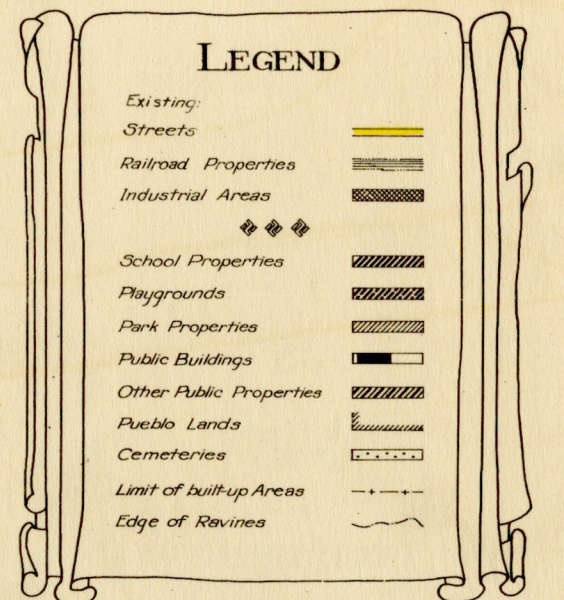 LEGEND
Existing:
Streets
Railroad Properties
Industrial Areas
School Properties
Playgrounds
Park Properties
Public Buildings
Other Public Properties
Pueblo Lands
Cemeteries
Limit of built-up Areas
Edge of Ravines